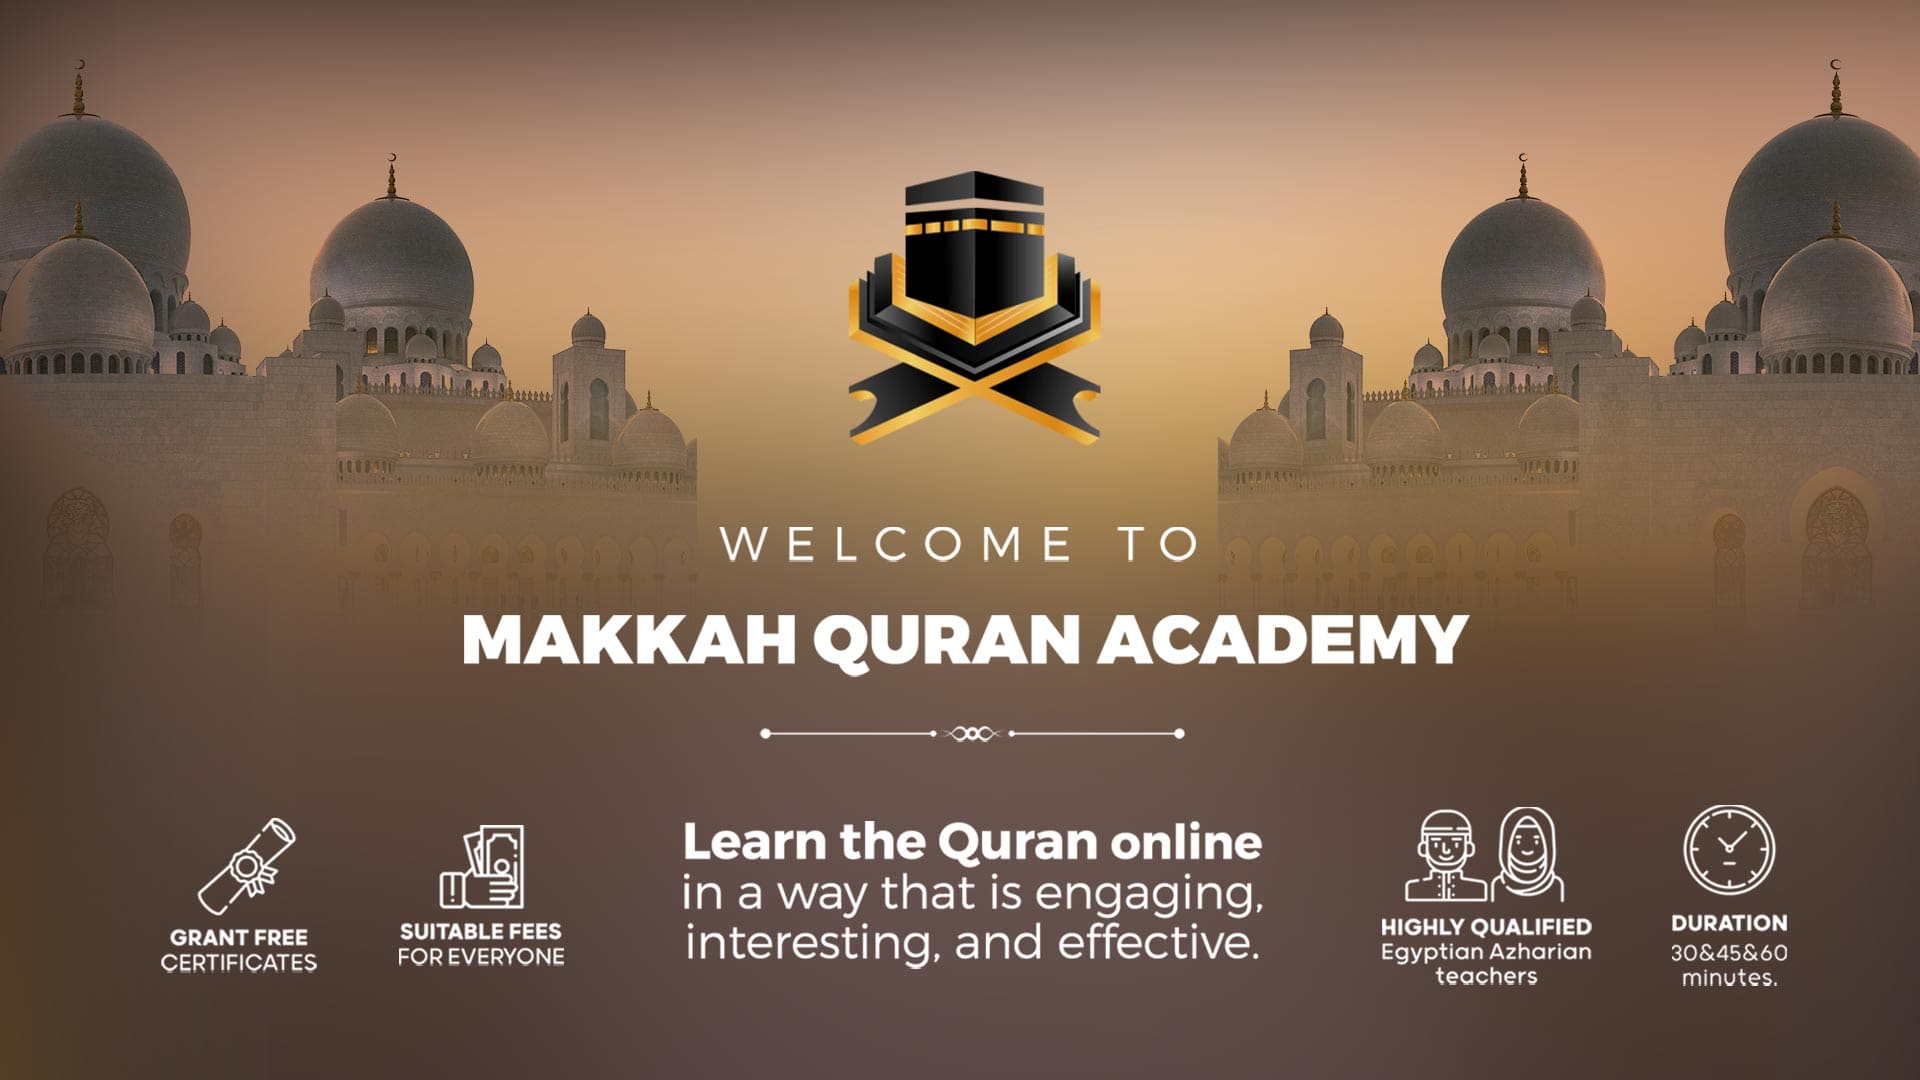 WELCOME TO
MAKKAH QURAN ACADEMY
GRANT FREE
CERTIFICATES
SUITABLE FEES
FOR EVERYONE
Learn the Quran online
in a way that is engaging,
interesting, and effective.
HIGHLY QUALIFIED
Egyptian Azharian
teachers
DURATION
30&45&60
minutes.